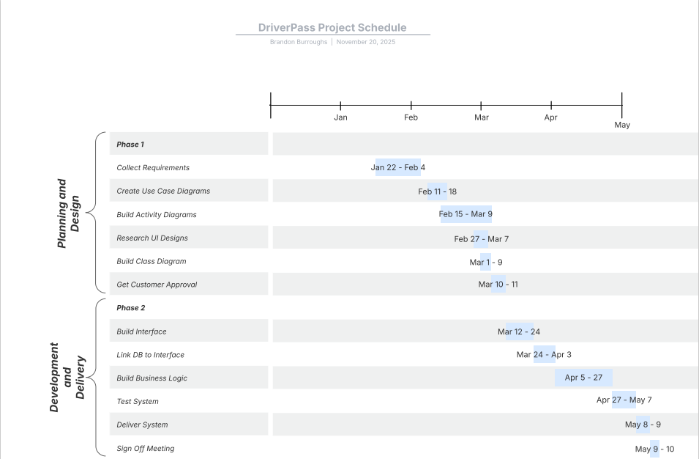 DriverPass Project Schedule
Brandon Burroughs | November 20, 2025
Jan
Feb
Mar
Apr
May
Planning and
Design
Phase 1
Collect Requirements
Jan 22 - Feb 4
Create Use Case Diagrams
Feb 11 - 18
Build Activity Diagrams
Feb 15 - Mar 9
Research UI Designs
Feb 27 - Mar 7
Build Class Diagram
Mar 1 - 9
Get Customer Approval
Mar 10 - 11
Development
and
Delivery
Phase 2
Build Interface
Mar 12 - 24
Link DB to Interface
Mar 24 - Apr 3
Build Business Logic
Apr 5 - 27
Test System
Apr 27 - May 7
Deliver System
May 8 - 9
Sign Off Meeting
May 9 - 10